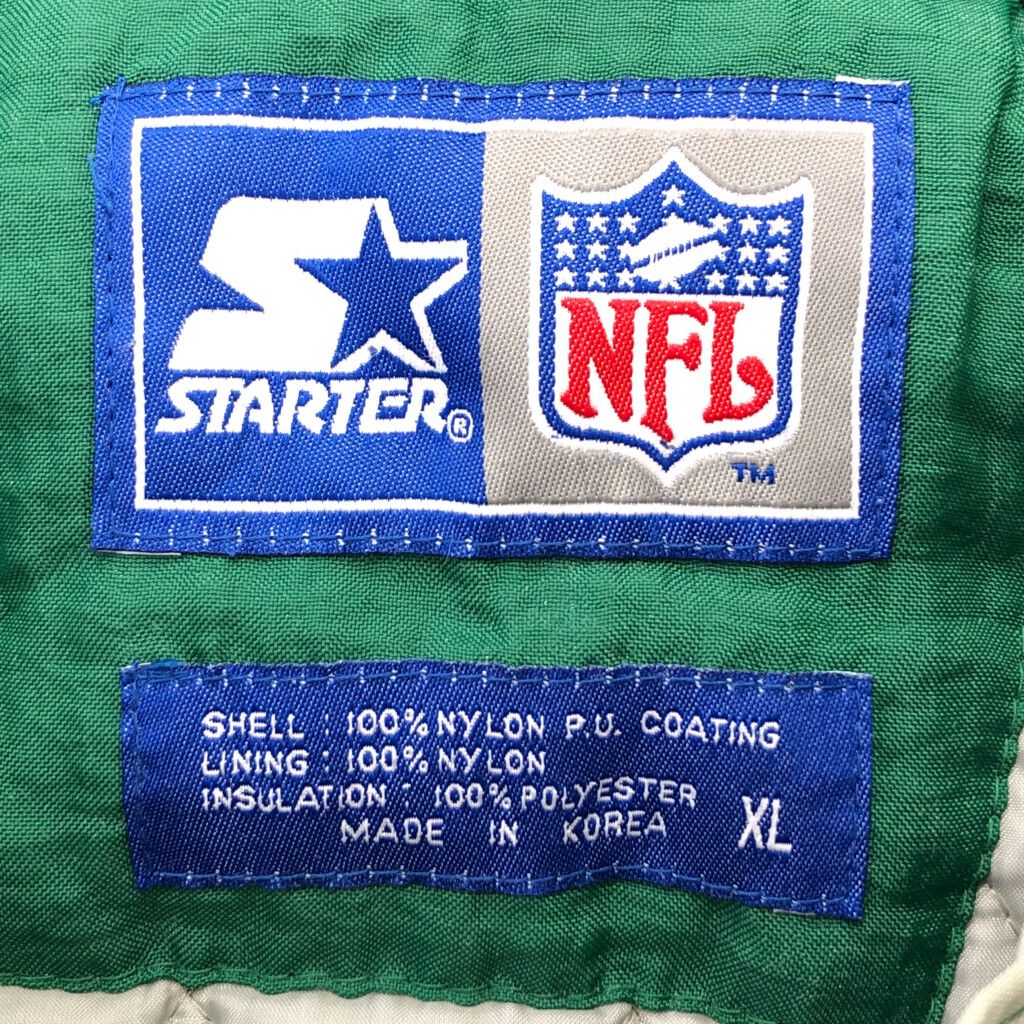 STARTER®
NFL
TM
SHELL : 100% NYLON P.U. COATING
LINING : 100% NYLON
INSULATION : 100% POLYESTER
MADE IN KOREA XL